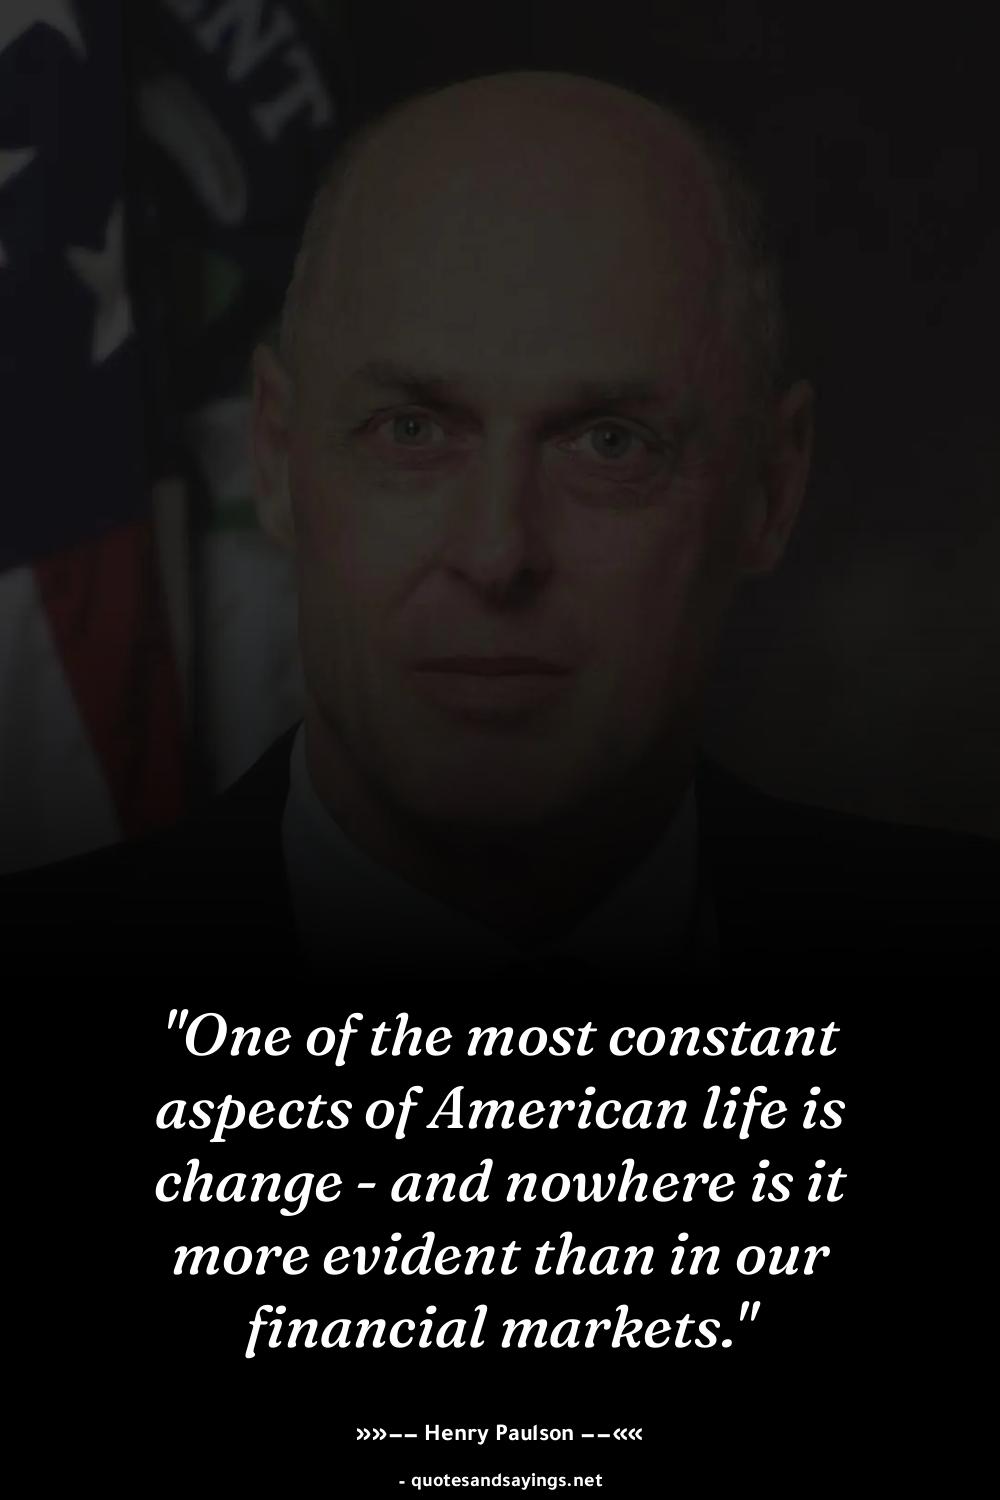 ENT
"One of the most constant
aspects of American life is
change - and nowhere is it
more evident than in our
financial markets."
»»−− Henry Paulson −−««
- quotesandsayings.net